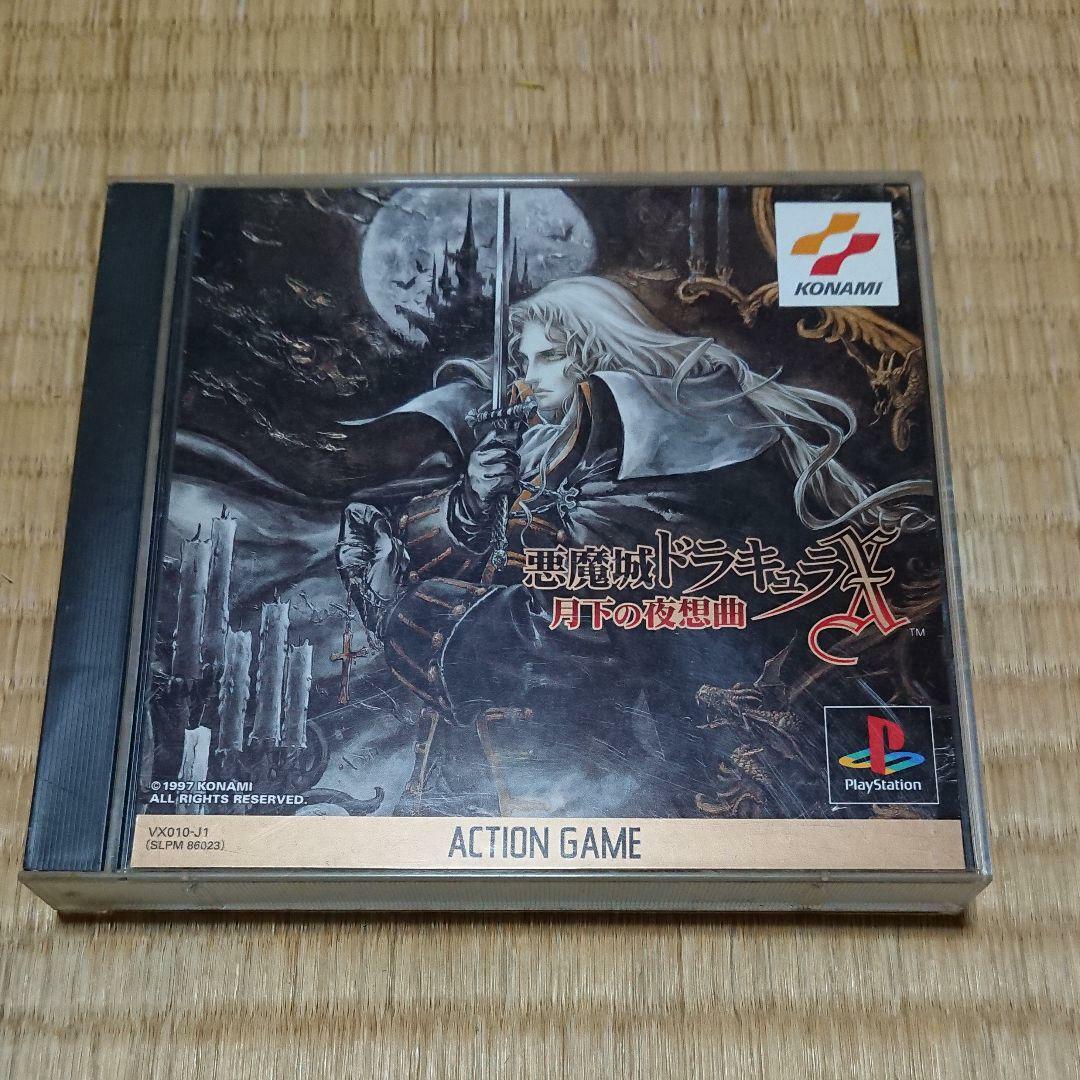 KONAMI
悪魔城ドラキュラX
月下の夜想曲
TM
PlayStation
©1997 KONAMI
ALL RIGHTS RESERVED.
VX010-J1
(SLPM 86023)
ACTION GAME